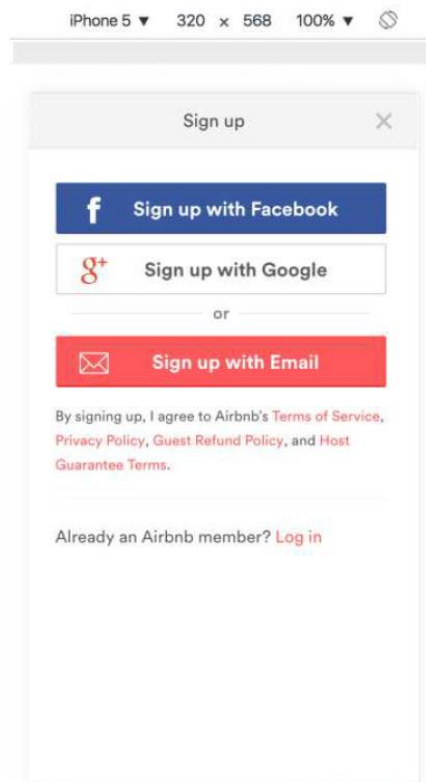 iPhone 5 ▼ 320 × 568 100% ▼
Sign up ×
f Sign up with Facebook
g+ Sign up with Google
or
Sign up with Email
By signing up, I agree to Airbnb's Terms of Service,
Privacy Policy, Guest Refund Policy, and Host
Guarantee Terms.
Already an Airbnb member? Log in